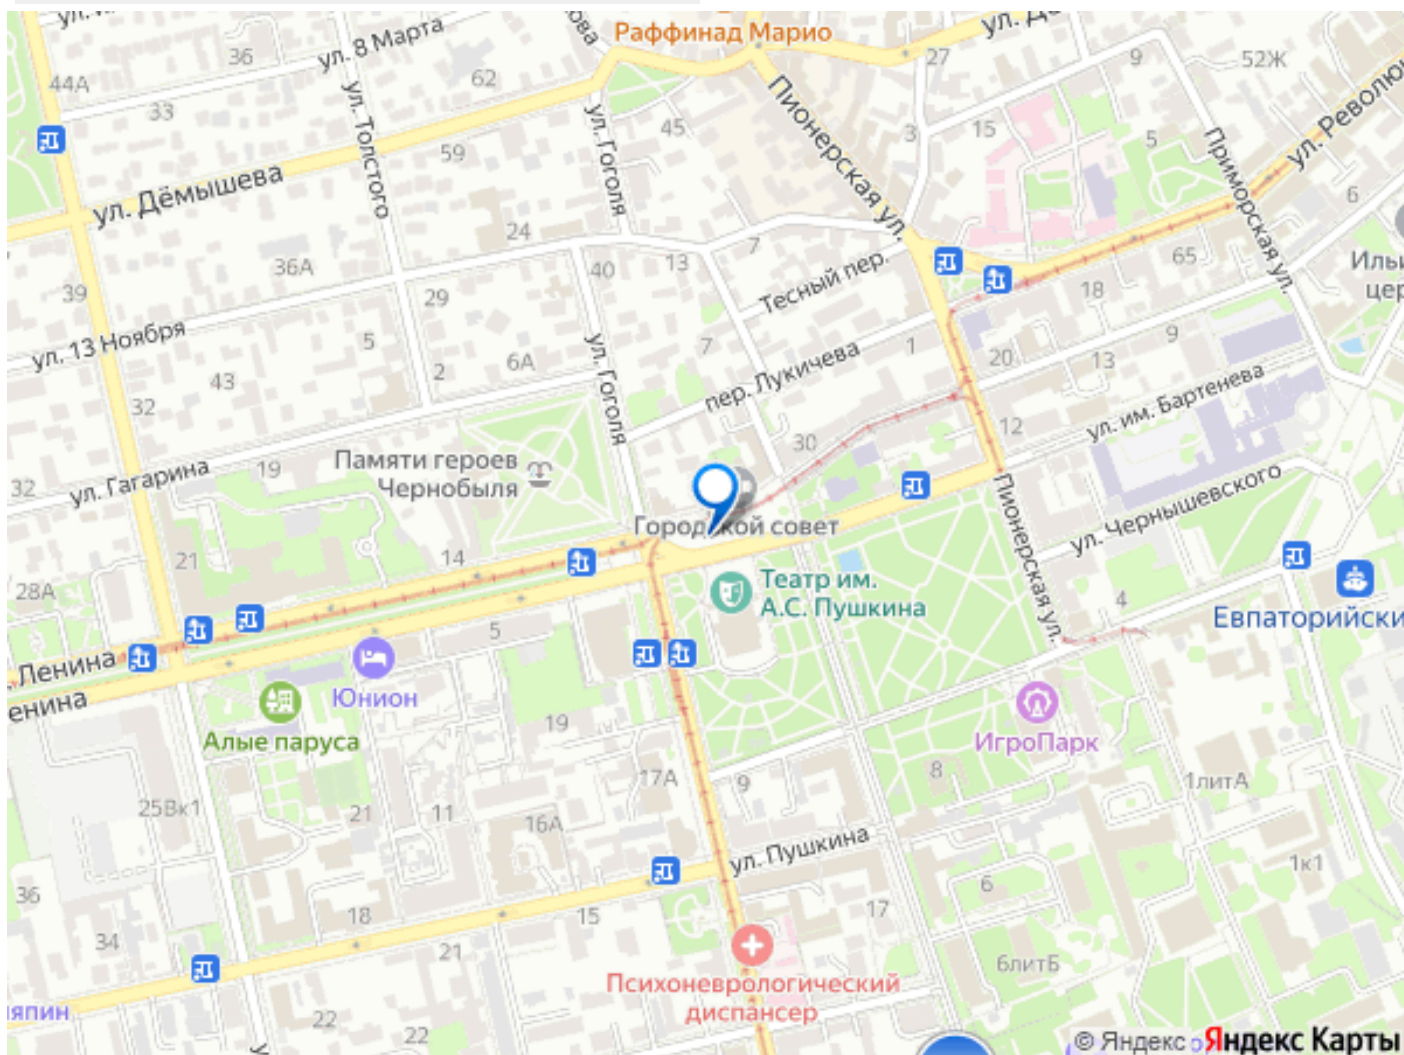 Раффинад Марио
36
ул. 8 Марта
27
9
52Ж
44А
62
33
ул. Толстого
ул. Гоголя
45
3
15
5
Пионерская ул.
Приморская ул.
59
ул. Дёмышева
6
24
7
36А
40
13
65
Тесный пер.
39
29
18
ул. 13 Ноября
5
ул. Гоголя
7
1
20
9
13
6А
2
43
пер. Лукичева
32
ул. им. Бартенева
12
30
Памяти героев
Чернобыля
19
ул. Гагарина
32
Пионерская ул.
ул. Чернышевского
Городской совет
21
14
Театр им.
А.С. Пушкина
28А
4
5
Ленина
Юнион
19
Алые паруса
ИгроПарк
17А
9
8
1литА
25Вк1
21
11
16А
ул. Пушкина
1к1
36
6
18
15
17
34
21
6литБ
Психоневрологический
диспансер
22
22
© Яндекс Яндекс Карты